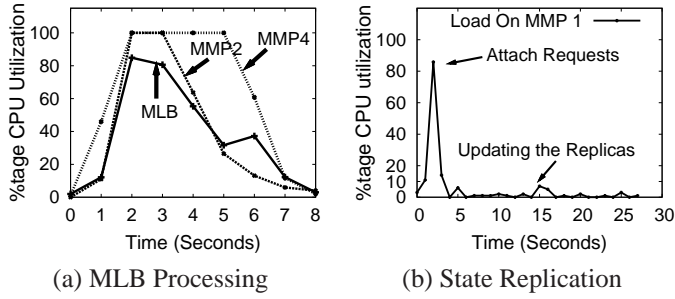 %tage CPU Utilization
100
80
60
40
20
0
0 1 2 3 4 5 6 7 8
Time (Seconds)
MMP2
MMP4
MLB
(a) MLB Processing
%tage CPU utilization
100
80
60
40
20
10
0
0 5 10 15 20 25 30
Time (Seconds)
Load On MMP 1
Attach Requests
Updating the Replicas
(b) State Replication